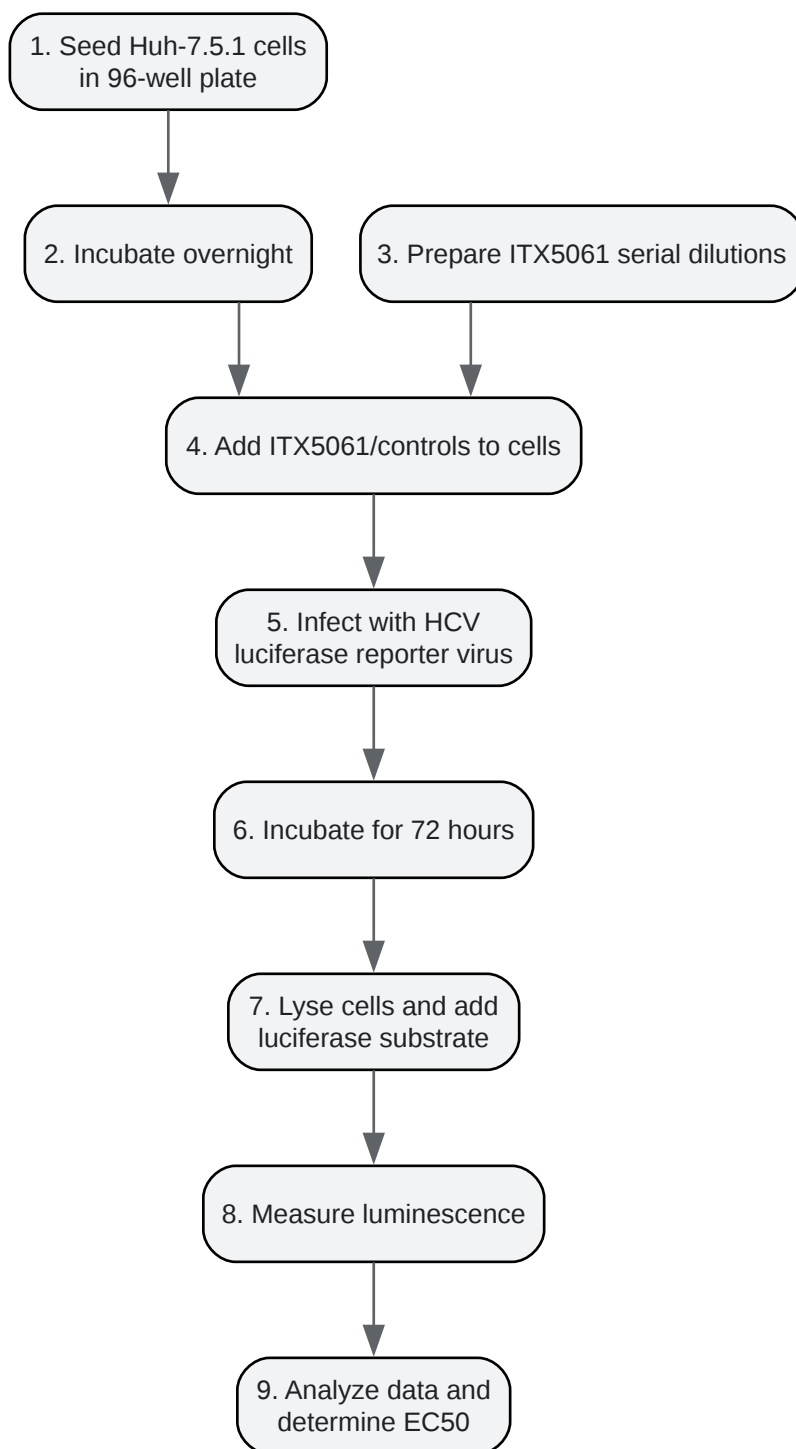 1. Seed Huh-7.5.1 cells
in 96-well plate
2. Incubate overnight
3. Prepare ITX5061 serial dilutions
4. Add ITX5061/controls to cells
5. Infect with HCV
luciferase reporter virus
6. Incubate for 72 hours
7. Lyse cells and add
luciferase substrate
8. Measure luminescence
9. Analyze data and
determine EC50